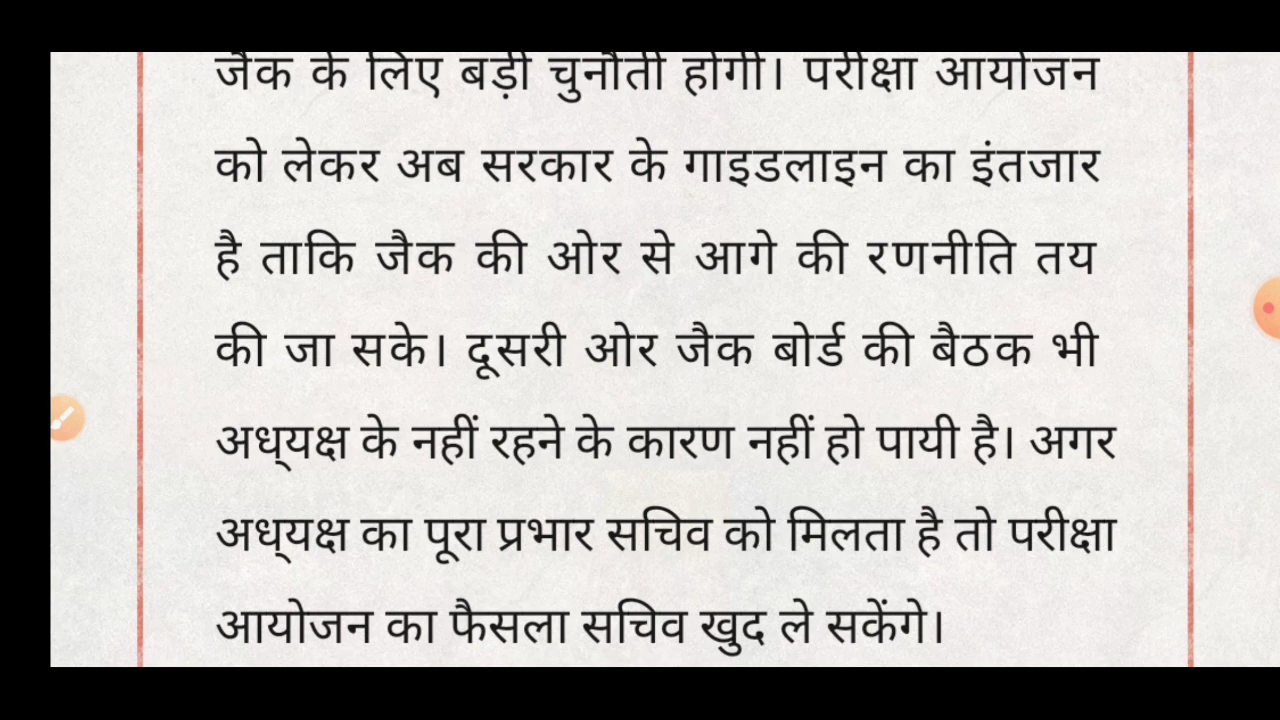 जैक के लिए बड़ी चुनौती होगी। परीक्षा आयोजन
को लेकर अब सरकार के गाइडलाइन का इंतजार
है ताकि जैक की ओर से आगे की रणनीति तय
की जा सके। दूसरी ओर जैक बोर्ड की बैठक भी
अध्यक्ष के नहीं रहने के कारण नहीं हो पायी है। अगर
अध्यक्ष का पूरा प्रभार सचिव को मिलता है तो परीक्षा
आयोजन का फैसला सचिव खुद ले सकेंगे।